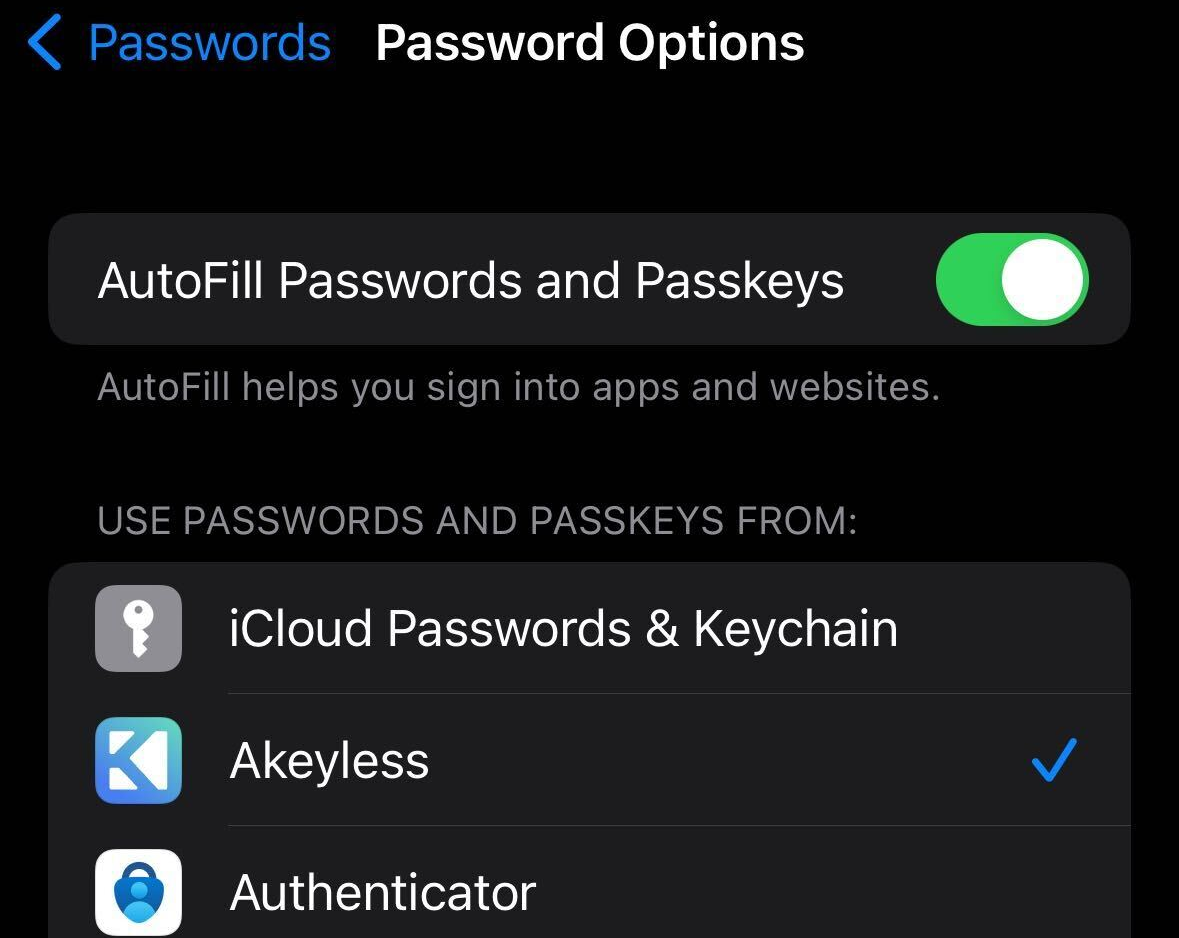 Passwords Password Options
AutoFill Passwords and Passkeys
AutoFill helps you sign into apps and websites.
USE PASSWORDS AND PASSKEYS FROM:
iCloud Passwords & Keychain
Akeyless
Authenticator